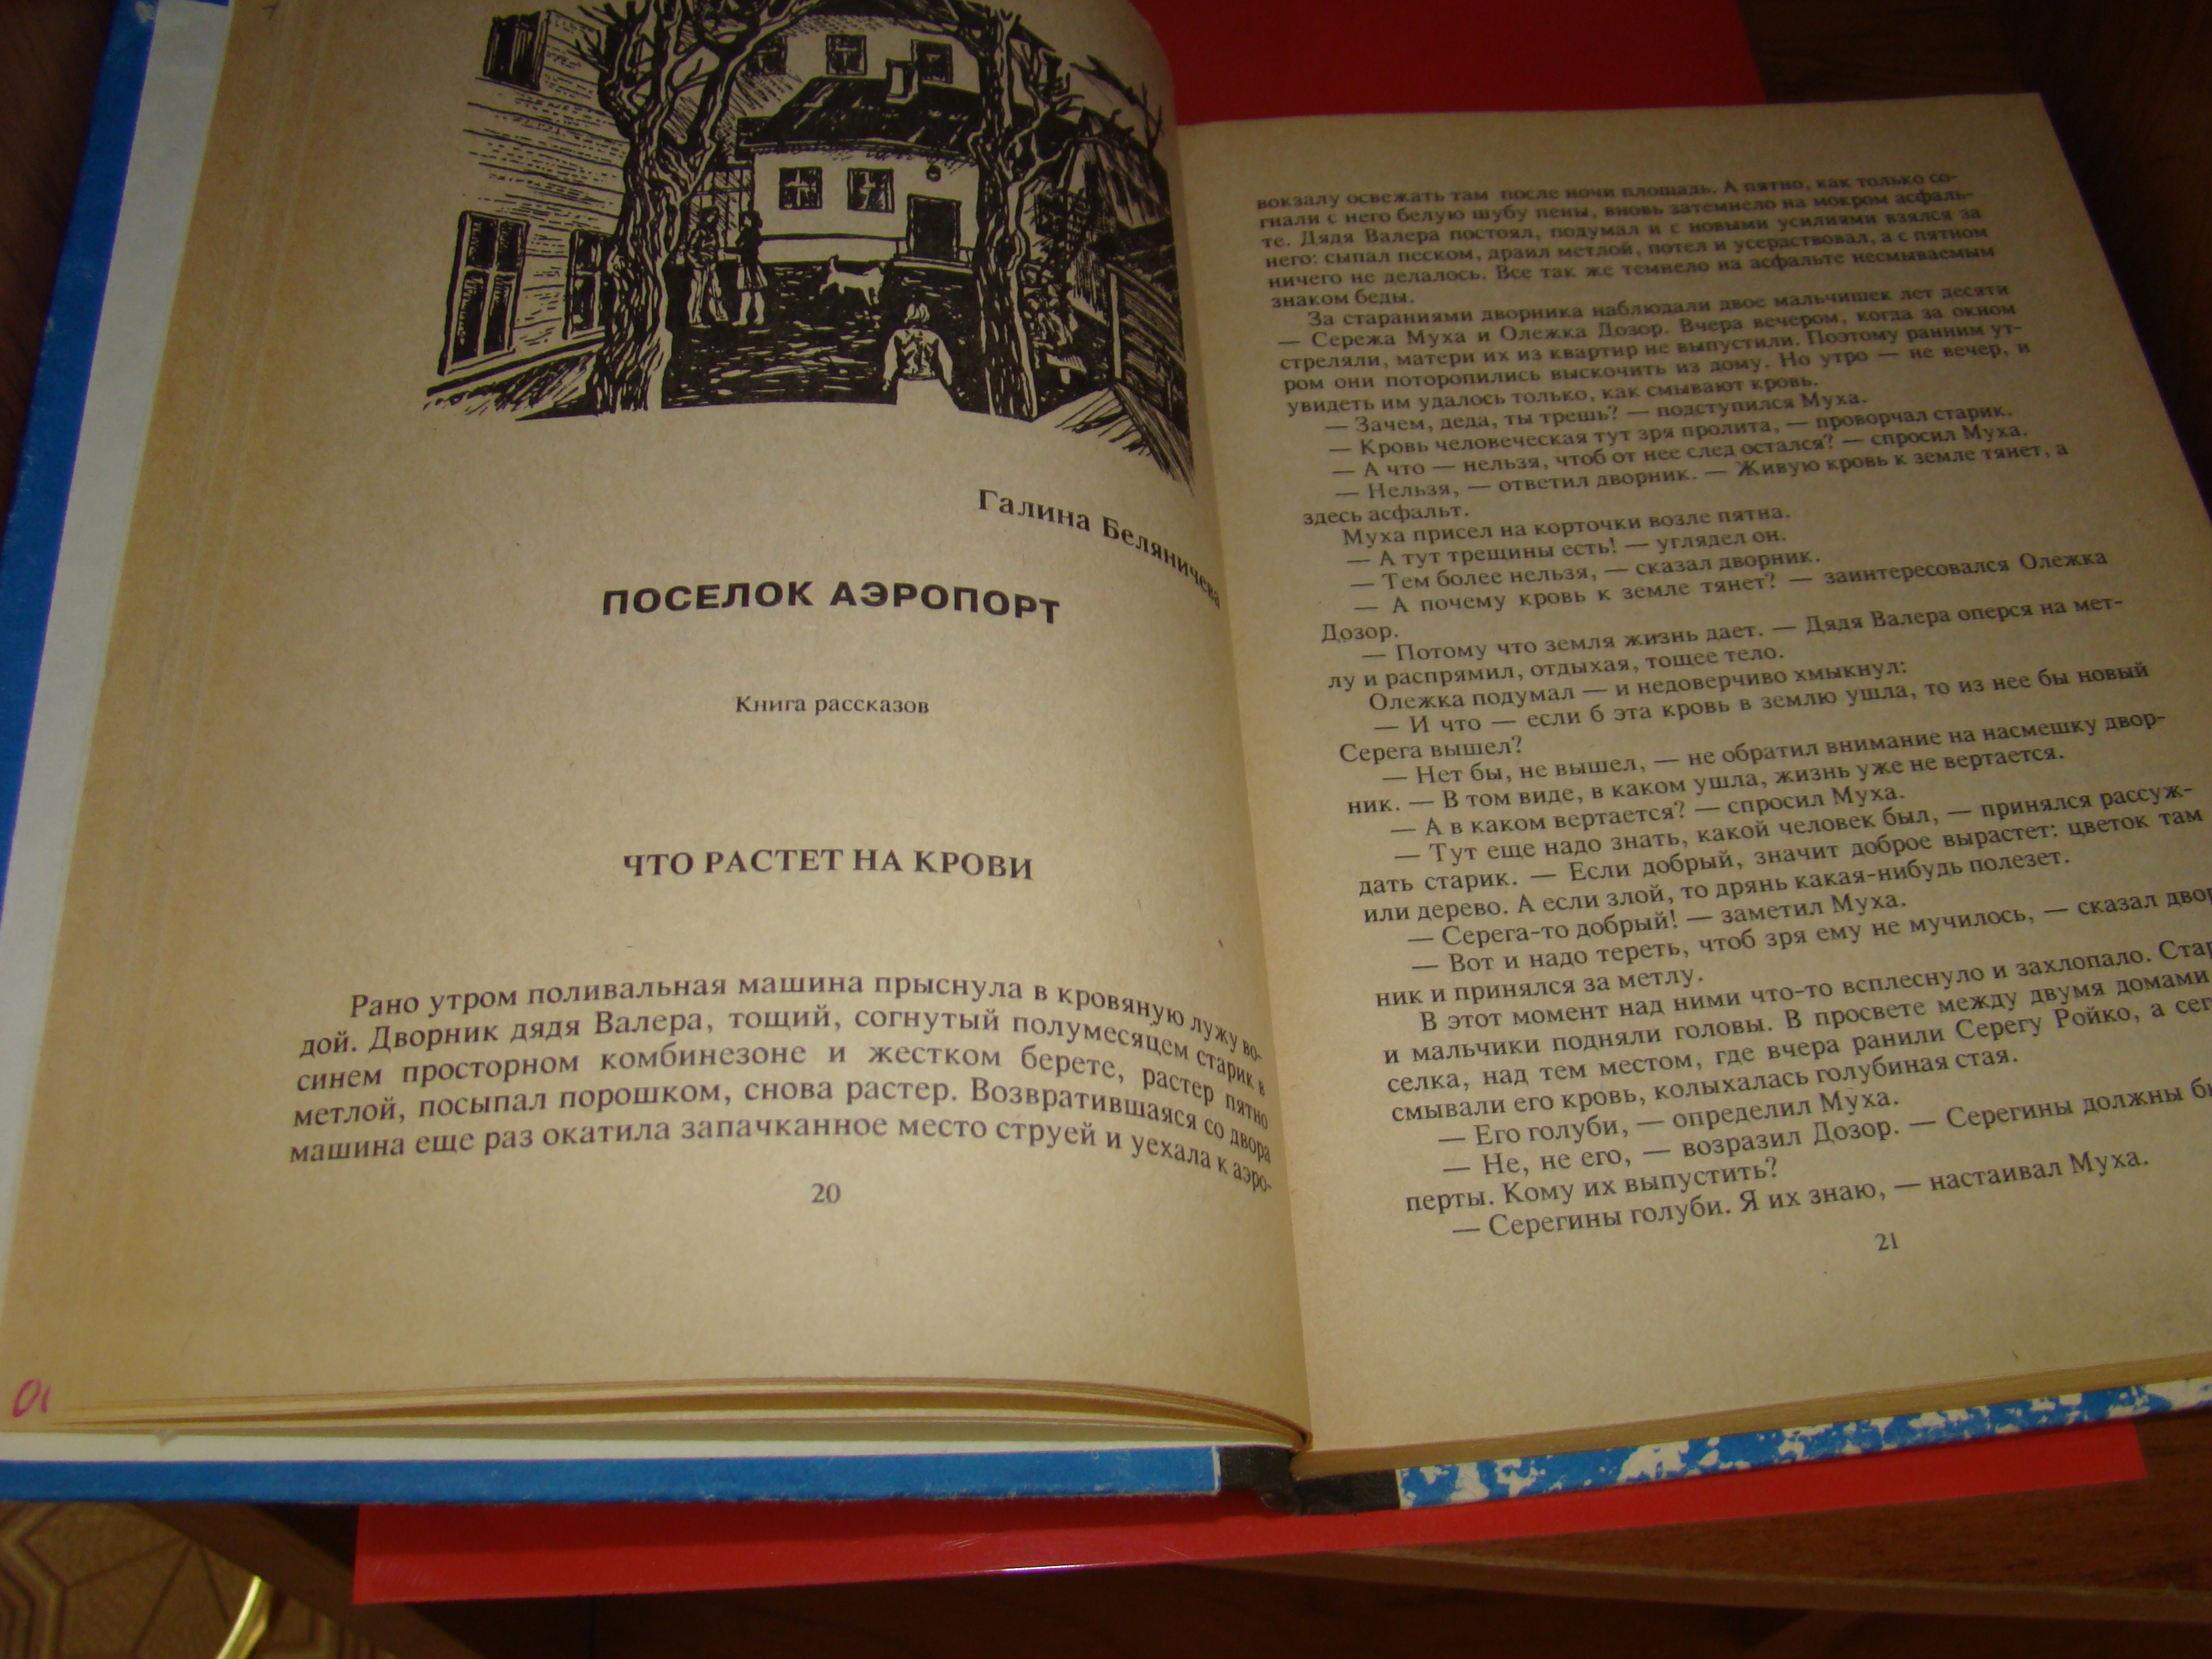 Галина Беляничева
ПОСЕЛОК АЭРОПОРТ
Книга рассказов
ЧТО РАСТЕТ НА КРОВИ
Рано утром поливальная машина прыснула в кровяную лужу во-
дой. Дворник дядя Валера, тощий, согнутый полумесяцем старик в
синем просторном комбинезоне и жестком берете, растер пятно
метлой, посыпал порошком, снова растер. Возвратившаяся со двора
машина еще раз окатила запачканное место струей и уехала к аэро-
20
вокзалу освежать там после ночи площадь. А пятно, как только со-
гнали с него белую шубу пены, вновь затемнело на мокром асфаль-
те. Дядя Валера постоял, подумал и с новыми усилиями взялся за
него: сыпал песком, драил метлой, потел и усердствовал, а с пятном
ничего не делалось. Все так же темнело на асфальте несмываемым
знаком беды.
За стараниями дворника наблюдали двое мальчишек лет десяти
— Сережа Муха и Олежка Дозор. Вчера вечером, когда за окном
стреляли, матери их из квартир не выпустили. Поэтому ранним ут-
ром они поторопились выскочить из дому. Но утро — не вечер, и
увидеть им удалось только, как смывают кровь.
— Зачем, деда, ты трешь? — подступился Муха.
— Кровь человеческая тут зря пролита, — проворчал старик.
— А что — нельзя, чтоб от нее след остался? — спросил Муха.
— Нельзя, — ответил дворник. — Живую кровь к земле тянет, а
здесь асфальт.
Муха присел на корточки возле пятна.
— А тут трещины есть! — углядел он.
— Тем более нельзя, — сказал дворник.
— А почему кровь к земле тянет? — заинтересовался Олежка
Дозор.
— Потому что земля жизнь дает. — Дядя Валера оперся на мет-
лу и распрямил, отдыхая, тощее тело.
Олежка подумал — и недоверчиво хмыкнул:
— И что — если б эта кровь в землю ушла, то из нее бы новый
Серега вышел?
— Нет бы, не вышел, — не обратил внимание на насмешку двор-
ник. — В том виде, в каком ушла, жизнь уже не вертается.
— А в каком вертается? — спросил Муха.
— Тут еще надо знать, какой человек был, — принялся рассуж-
дать старик. — Если добрый, значит доброе вырастет: цветок там
или дерево. А если злой, то дрянь какая-нибудь полезет.
— Серега-то добрый! — заметил Муха.
— Вот и надо тереть, чтоб зря ему не мучилось, — сказал двор
ник и принялся за метлу.
В этот момент над ними что-то всплеснуло и захлопало. Стар
и мальчики подняли головы. В просвете между двумя домами
селка, над тем местом, где вчера ранили Серегу Ройко, а сег
смывали его кровь, колыхалась голубиная стая.
— Его голуби, — определил Муха.
— Не, не его, — возразил Дозор. — Серегины должны бы
перты. Кому их выпустить?
— Серегины голуби. Я их знаю, — настаивал Муха.
21